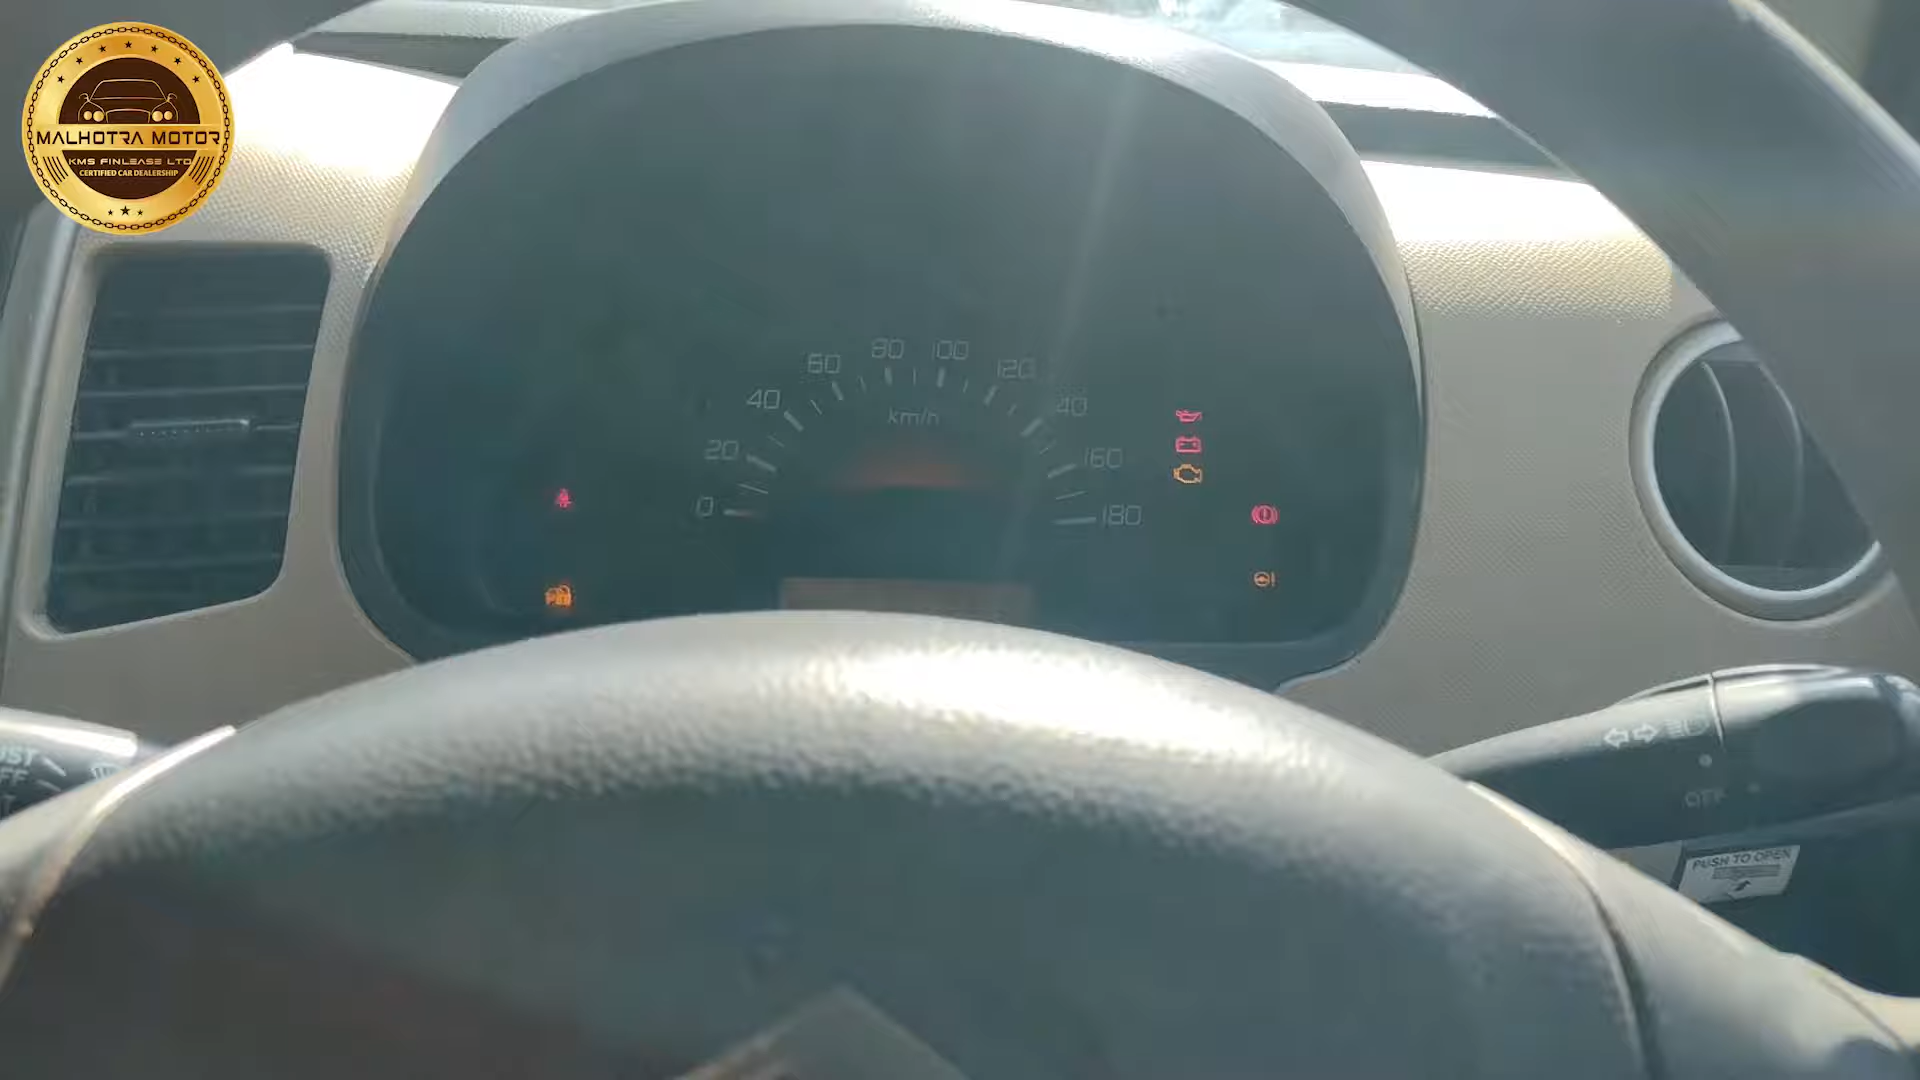 MALHOTRA MOTOR
KMS FINLEASE LTD
CERTIFIED CAR DEALERSHIP
80 100
60 120
40 40
km/h
20 160
0 180
OFF
PUSH TO OPEN